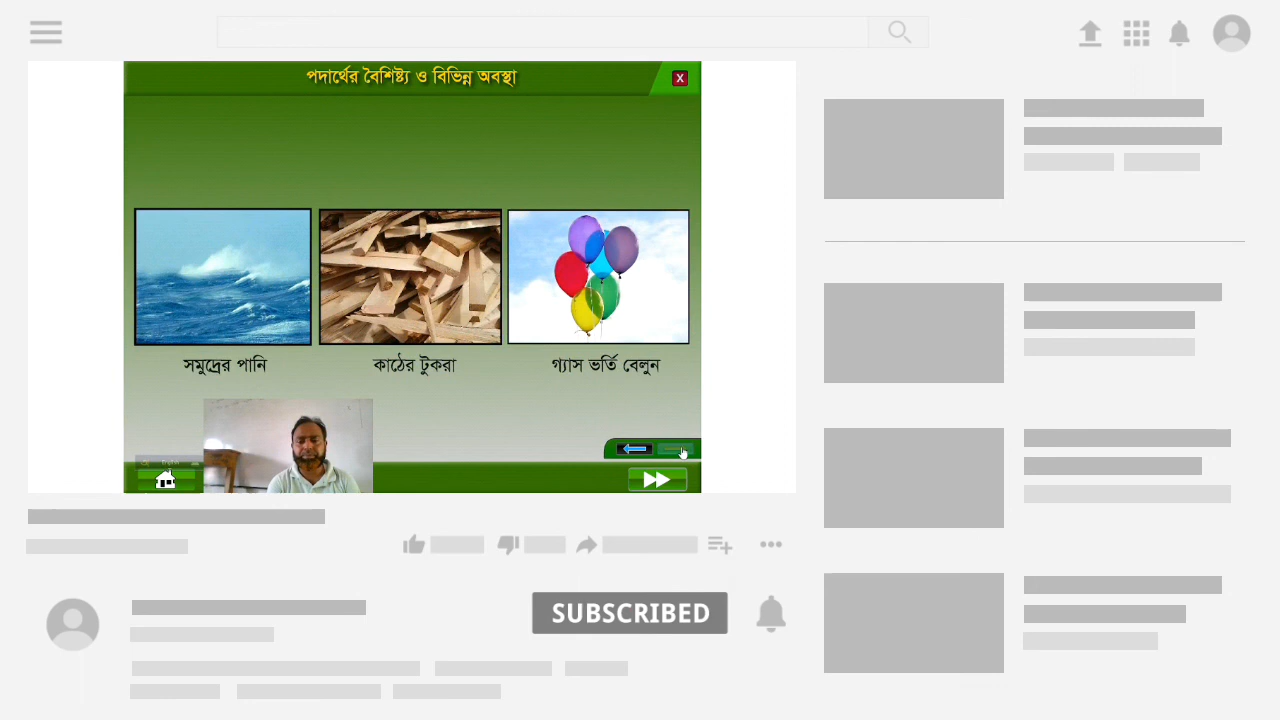 পদার্থের বৈশিষ্ট্য ও বিভিন্ন অবস্থা
X
সমুদ্রের পানি
কাঠের টুকরা
গ্যাস ভর্তি বেলুন
SUBSCRIBED